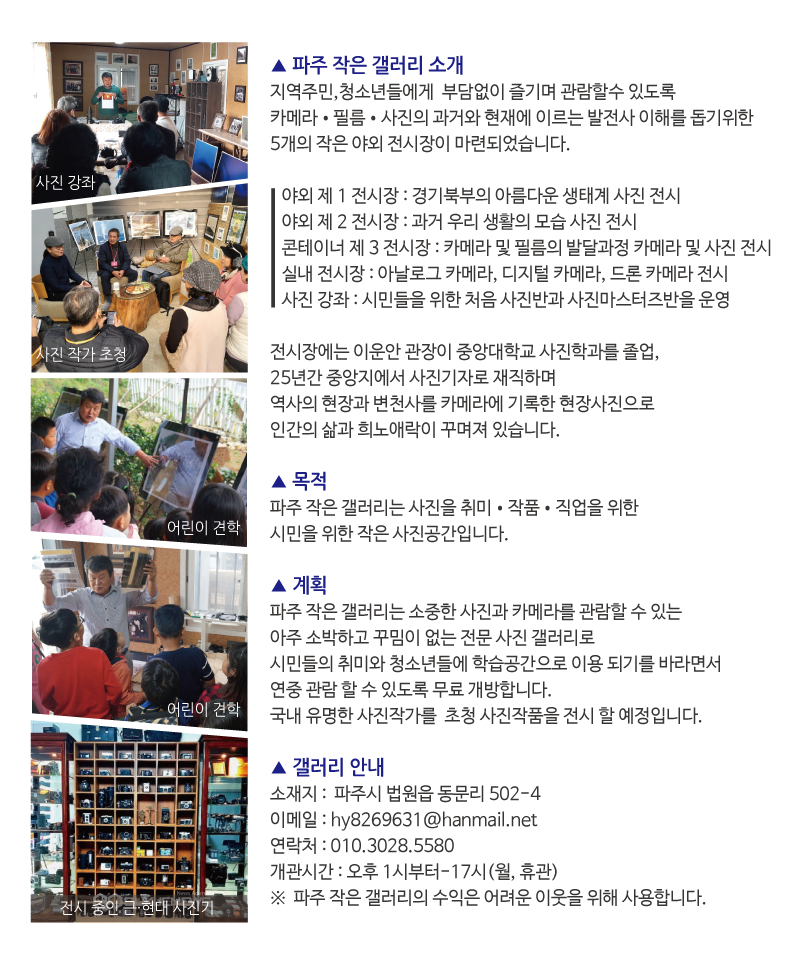 ▲ 파주 작은 갤러리 소개
지역주민,청소년들에게 부담없이 즐기며 관람할수 있도록
카메라 • 필름 • 사진의 과거와 현재에 이르는 발전사 이해를 돕기위한
5개의 작은 야외 전시장이 마련되었습니다.
야외 제 1 전시장 : 경기북부의 아름다운 생태계 사진 전시
야외 제 2 전시장 : 과거 우리 생활의 모습 사진 전시
콘테이너 제 3 전시장 : 카메라 및 필름의 발달과정 카메라 및 사진 전시
실내 전시장 : 아날로그 카메라, 디지털 카메라, 드론 카메라 전시
사진 강좌 : 시민들을 위한 처음 사진반과 사진마스터즈반을 운영
전시장에는 이운안 관장이 중앙대학교 사진학과를 졸업,
25년간 중앙지에서 사진기자로 재직하며
역사의 현장과 변천사를 카메라에 기록한 현장사진으로
인간의 삶과 희노애락이 꾸며져 있습니다.
▲ 목적
파주 작은 갤러리는 사진을 취미 • 작품 • 직업을 위한
시민을 위한 작은 사진공간입니다.
▲ 계획
파주 작은 갤러리는 소중한 사진과 카메라를 관람할 수 있는
아주 소박하고 꾸밈이 없는 전문 사진 갤러리로
시민들의 취미와 청소년들에 학습공간으로 이용 되기를 바라면서
연중 관람 할 수 있도록 무료 개방합니다.
국내 유명한 사진작가를 초청 사진작품을 전시 할 예정입니다.
▲ 갤러리 안내
소재지 : 파주시 법원읍 동문리 502-4
이메일 : hy8269631@hanmail.net
연락처 : 010.3028.5580
개관시간 : 오후 1시부터-17시(월, 휴관)
※ 파주 작은 갤러리의 수익은 어려운 이웃을 위해 사용합니다.
사진 강좌
사진 작가 초청
어린이 견학
어린이 견학
전시 중인 근·현대 사진기